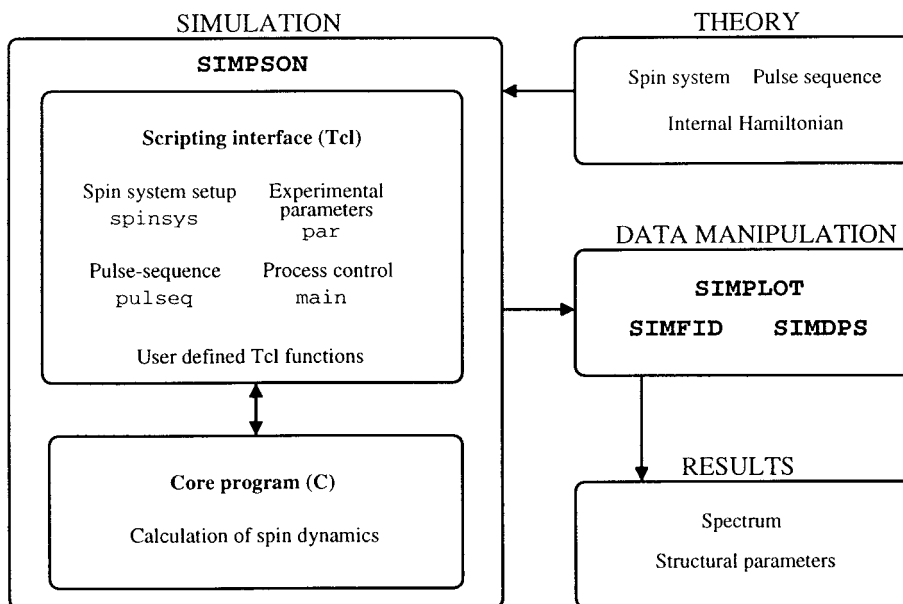 SIMULATION
SIMPSON
Scripting interface (Tcl)
Spin system setup
spinsys
Experimental
parameters
par
Pulse-sequence
pulseq
Process control
main
User defined Tcl functions
Core program (C)
Calculation of spin dynamics
THEORY
Spin system Pulse sequence
Internal Hamiltonian
DATA MANIPULATION
SIMPLOT
SIMFID SIMDPS
RESULTS
Spectrum
Structural parameters